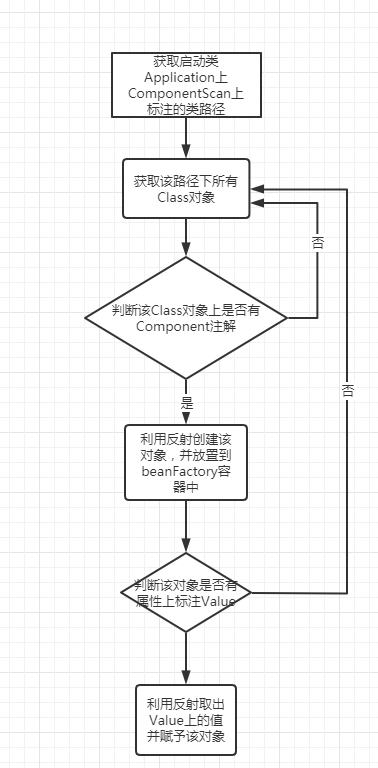 获取启动类
Application上
ComponentScan上
标注的类路径
获取该路径下所有
Class对象
否
判断该Class对象上是否有
Component注解
是
否
利用反射创建该
对象，并放置到
beanFactory容
器中
判断该对象是否有
属性上标注Value
利用反射取出
Value上的值
并赋予该对象